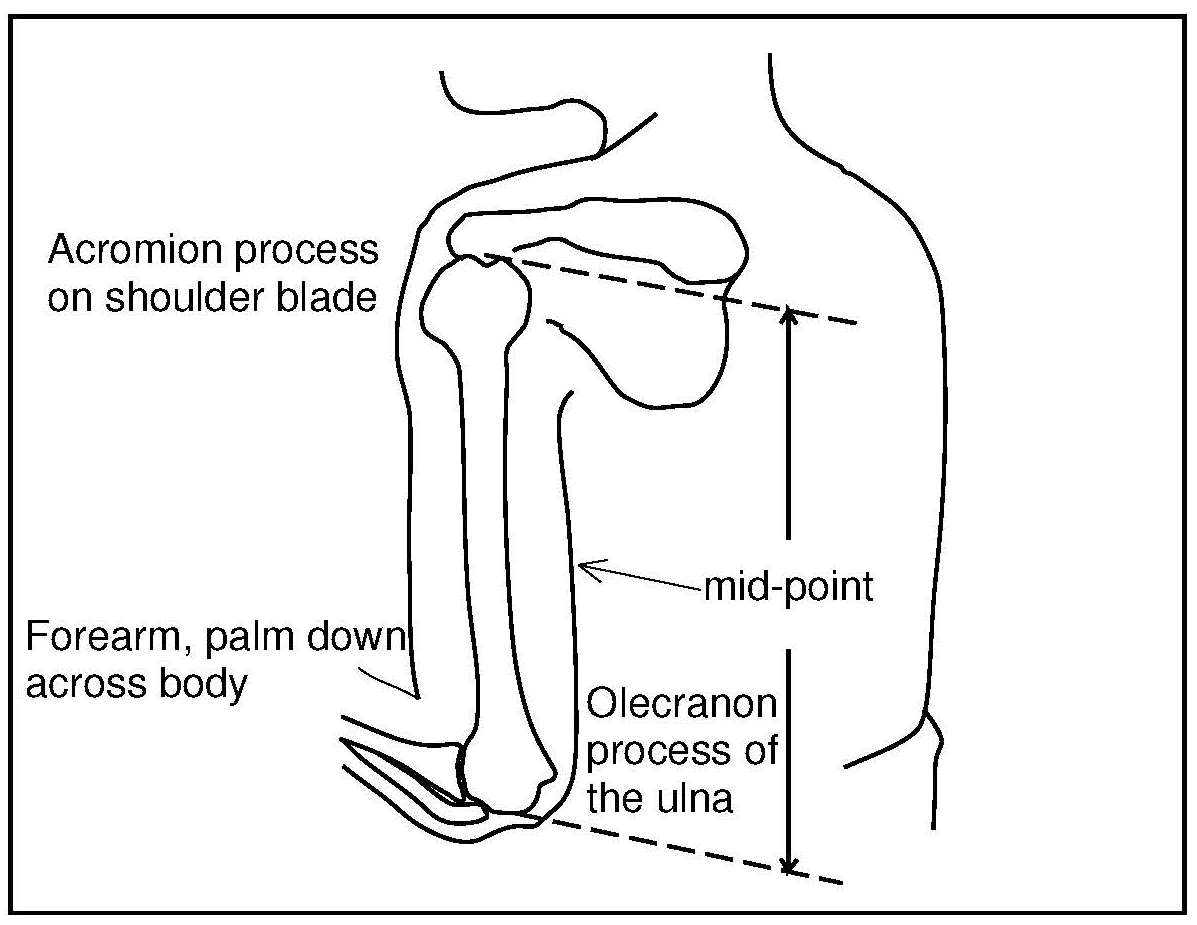 Acromion process
on shoulder blade
mid-point
Forearm, palm down
across body
Olecranon
process of
the ulna